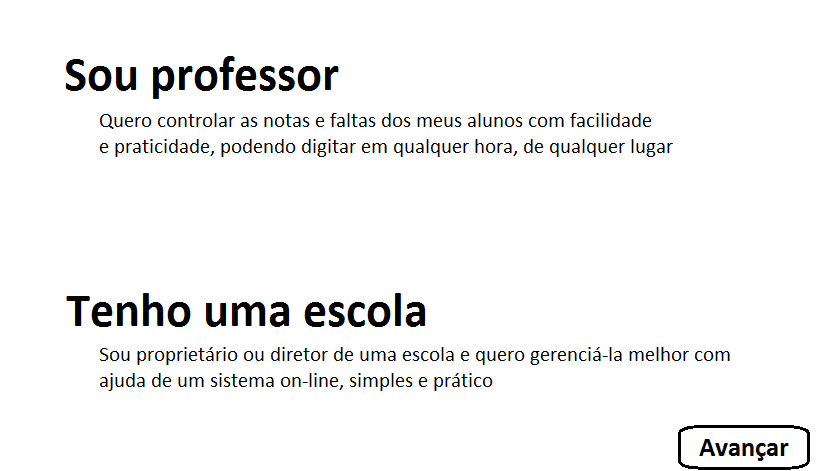 Sou professor
Quero controlar as notas e faltas dos meus alunos com facilidade
e praticidade, podendo digitar em qualquer hora, de qualquer lugar
Tenho uma escola
Sou proprietário ou diretor de uma escola e quero gerenciá-la melhor com
ajuda de um sistema on-line, simples e prático
Avançar